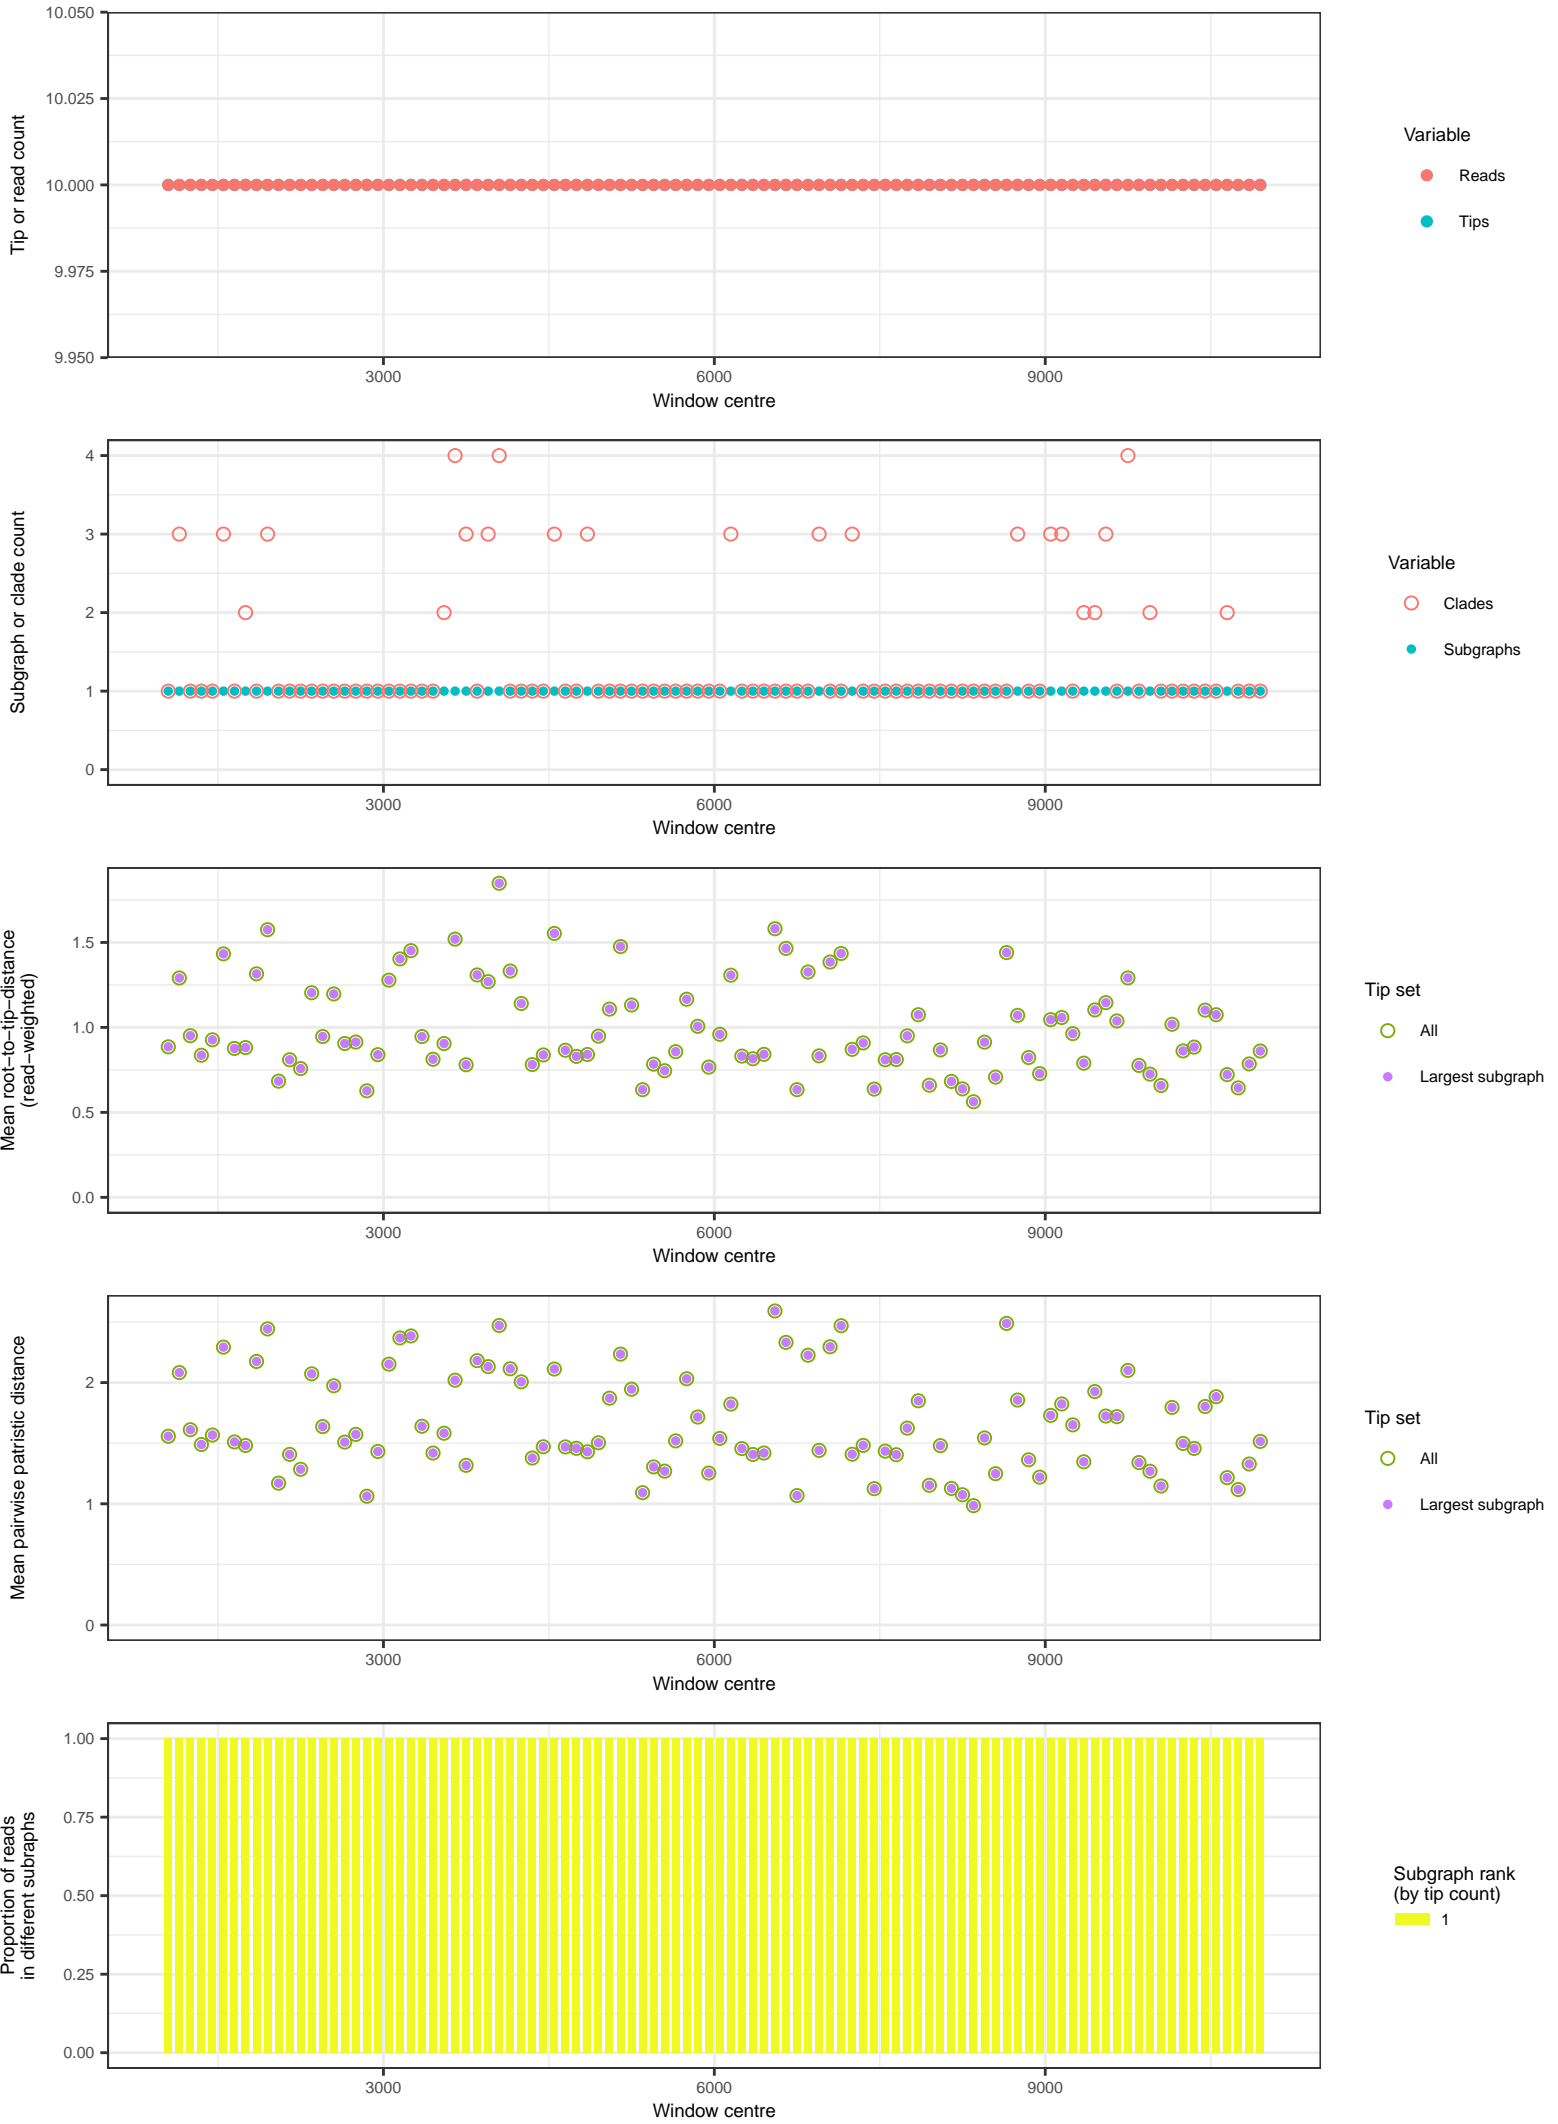 10.050
10.025
10.000
9.975
9.950
Tip or read count
3000 6000 9000
Window centre
Variable
Reads
Tips
4
3
2
1
0
Subgraph or clade count
3000 6000 9000
Window centre
Variable
Clades
Subgraphs
1.5
1.0
0.5
0.0
Mean root−to−tip−distance
(read−weighted)
3000 6000 9000
Window centre
Tip set
All
Largest subgraph
2
1
0
Mean pairwise patristic distance
3000 6000 9000
Window centre
Tip set
All
Largest subgraph
1.00
0.75
0.50
0.25
0.00
Proportion of reads
in different subraphs
3000 6000 9000
Window centre
Subgraph rank
(by tip count)
1